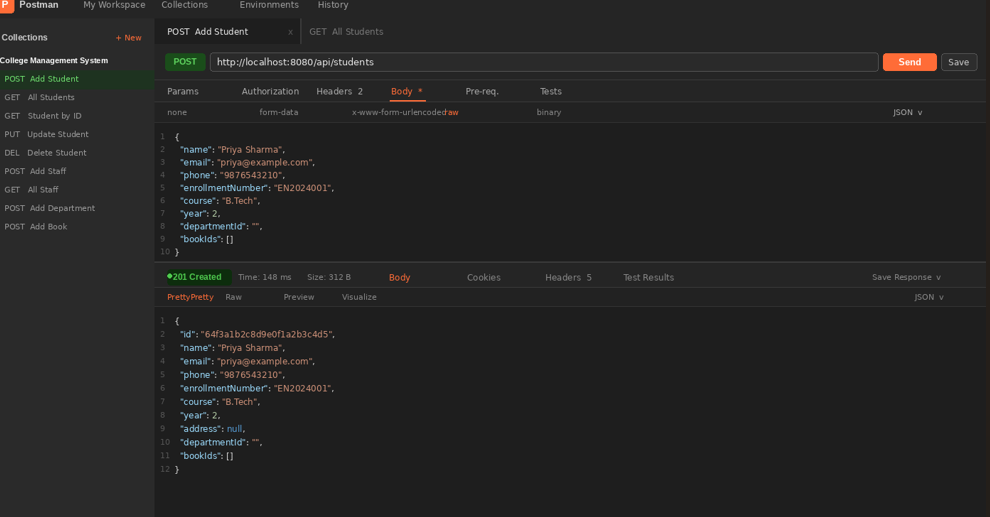 P Postman My Workspace Collections Environments History
Collections + New
College Management System
POST Add Student
GET All Students
GET Student by ID
PUT Update Student
DEL Delete Student
POST Add Staff
GET All Staff
POST Add Department
POST Add Book
POST Add Student x GET All Students
POST http://localhost:8080/api/students Send Save
Params Authorization Headers 2 Body * Pre-req. Tests
none form-data x-www-form-urlencoded raw binary JSON v
1 {
2 "name": "Priya Sharma",
3 "email": "priya@example.com",
4 "phone": "9876543210",
5 "enrollmentNumber": "EN2024001",
6 "course": "B.Tech",
7 "year": 2,
8 "departmentId": "",
9 "bookIds": []
10 }
201 Created Time: 148 ms Size: 312 B Body Cookies Headers 5 Test Results Save Response v
PrettyPretty Raw Preview Visualize JSON v
1 {
2 "id": "64f3a1b2c8d9e0f1a2b3c4d5",
3 "name": "Priya Sharma",
4 "email": "priya@example.com",
5 "phone": "9876543210",
6 "enrollmentNumber": "EN2024001",
7 "course": "B.Tech",
8 "year": 2,
9 "address": null,
10 "departmentId": "",
11 "bookIds": []
12 }